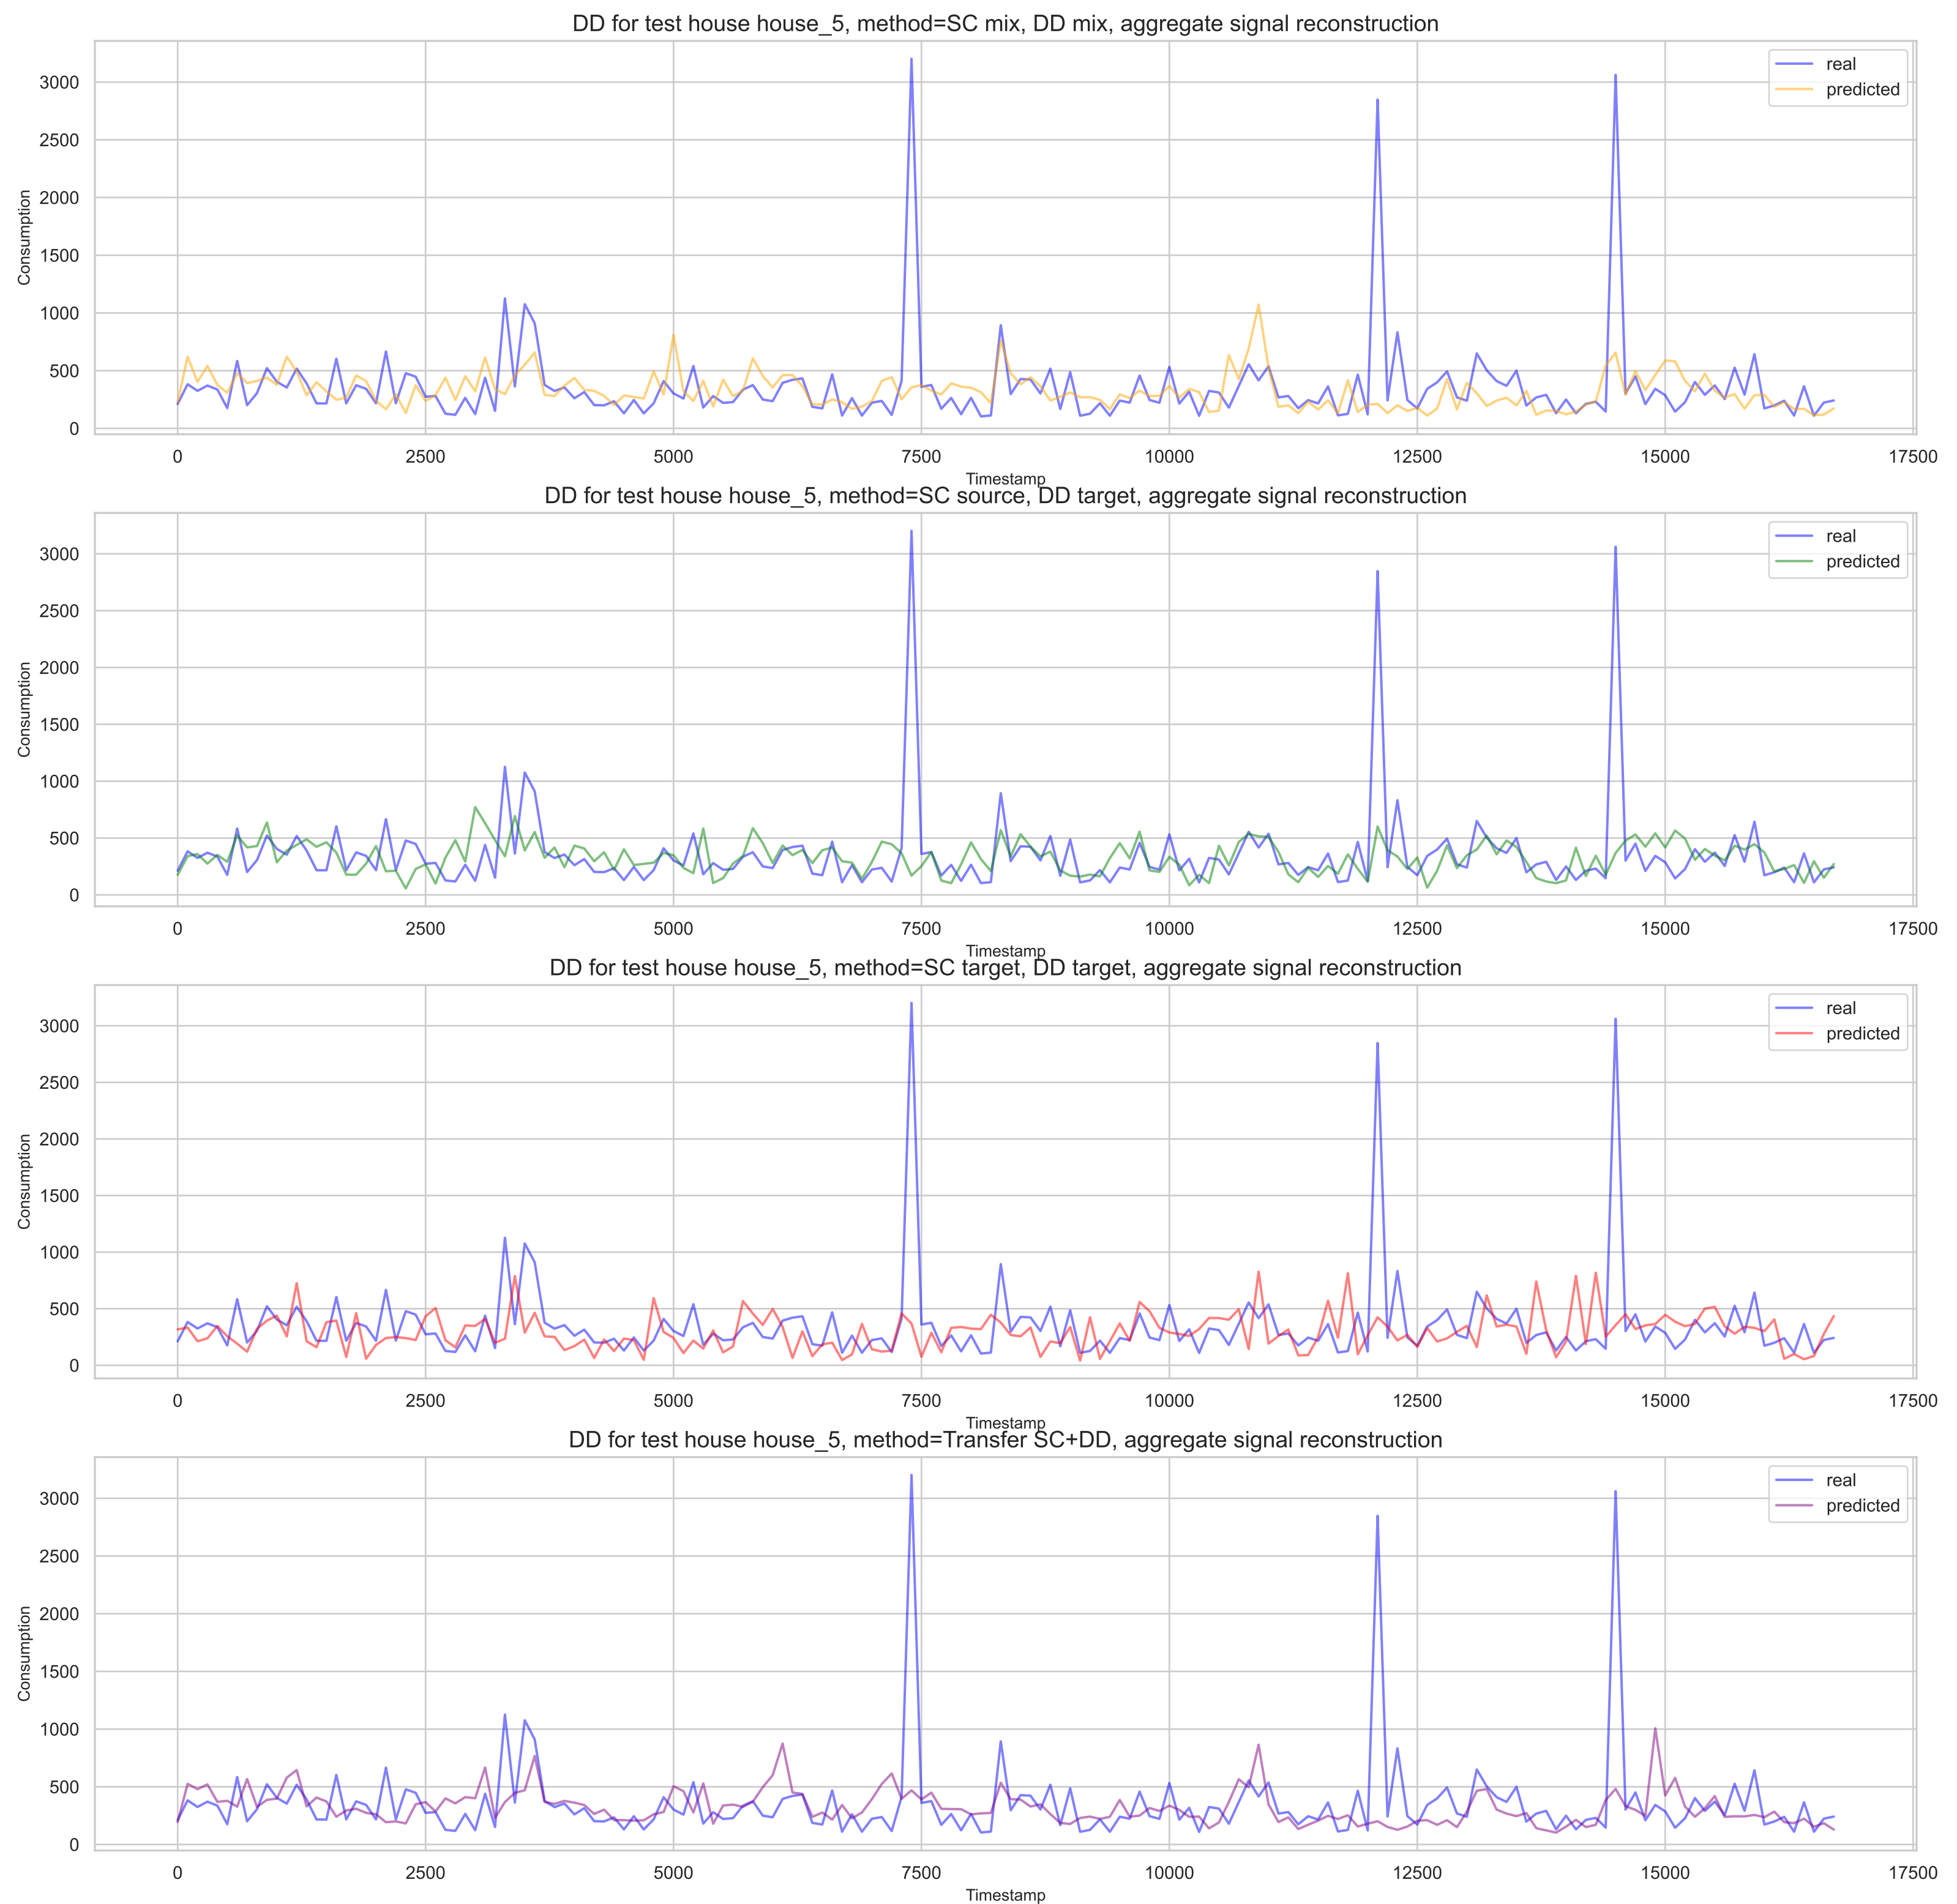 DD for test house house_5, method=SC mix, DD mix, aggregate signal reconstruction
real
predicted
3000
2500
2000
1500
1000
500
0
Consumption
0 2500 5000 7500 10000 12500 15000 17500
Timestamp
DD for test house house_5, method=SC source, DD target, aggregate signal reconstruction
real
predicted
3000
2500
2000
1500
1000
500
0
Consumption
0 2500 5000 7500 10000 12500 15000 17500
Timestamp
DD for test house house_5, method=SC target, DD target, aggregate signal reconstruction
real
predicted
3000
2500
2000
1500
1000
500
0
Consumption
0 2500 5000 7500 10000 12500 15000 17500
Timestamp
DD for test house house_5, method=Transfer SC+DD, aggregate signal reconstruction
real
predicted
3000
2500
2000
1500
1000
500
0
Consumption
0 2500 5000 7500 10000 12500 15000 17500
Timestamp